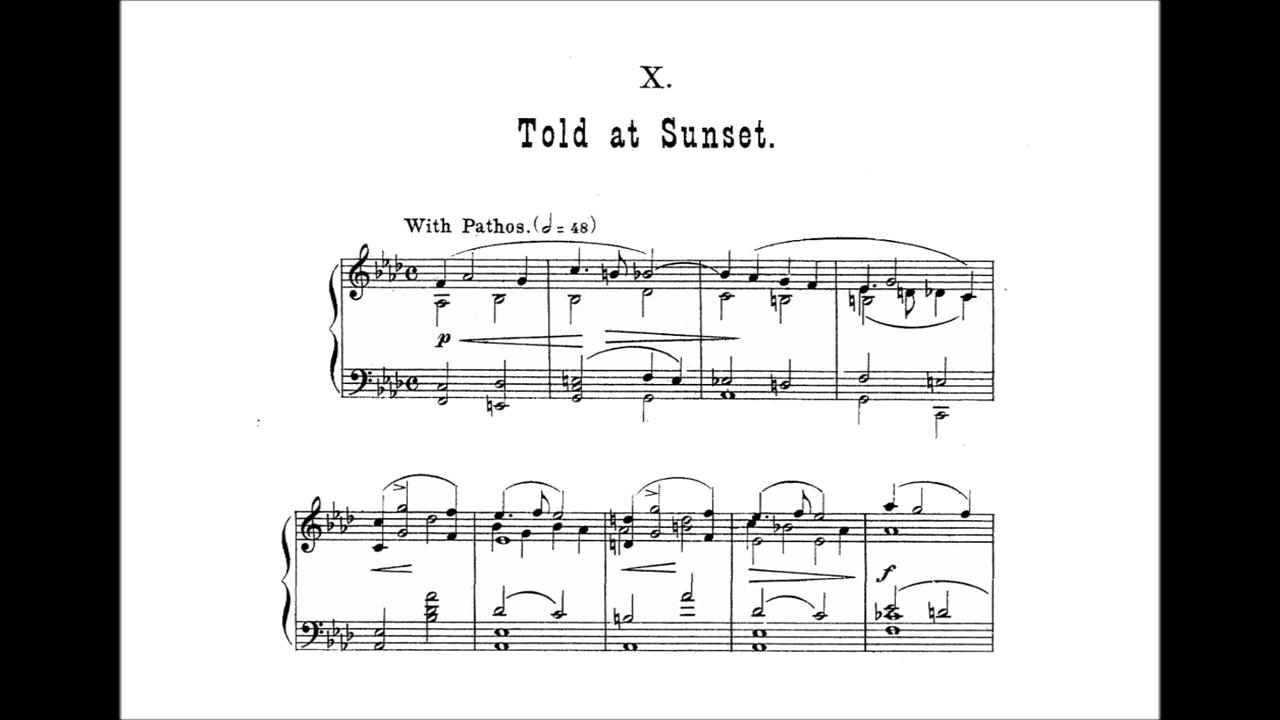 X.
Told at Sunset.
With Pathos. (𝅗𝅥 = 48)
p
f